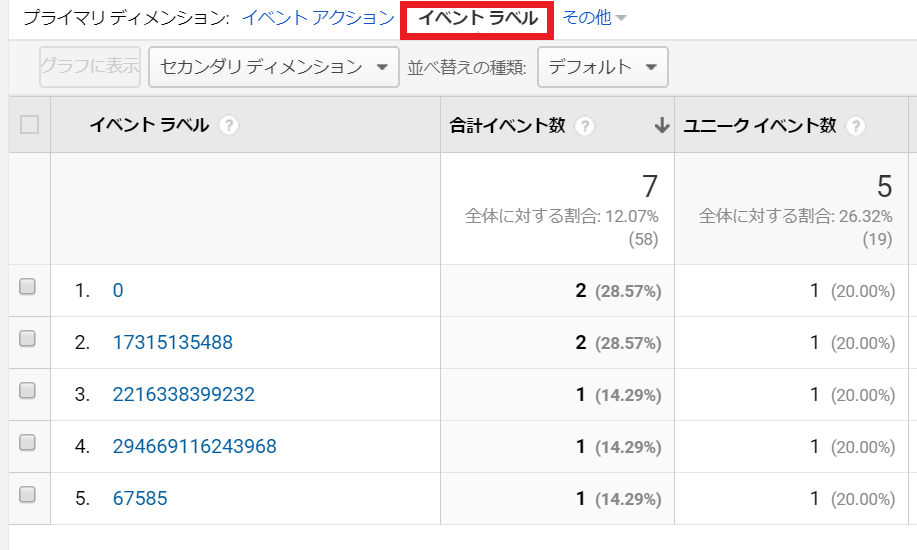 プライマリ ディメンション: イベント アクション イベント ラベル その他
グラフに表示 セカンダリ ディメンション 並べ替えの種類: デフォルト
イベント ラベル ? 合計イベント数 ? ユニーク イベント数 ?
7 5
全体に対する割合: 12.07% 全体に対する割合: 26.32%
(58) (19)
1. 0 2 (28.57%) 1 (20.00%)
2. 17315135488 2 (28.57%) 1 (20.00%)
3. 2216338399232 1 (14.29%) 1 (20.00%)
4. 294669116243968 1 (14.29%) 1 (20.00%)
5. 67585 1 (14.29%) 1 (20.00%)